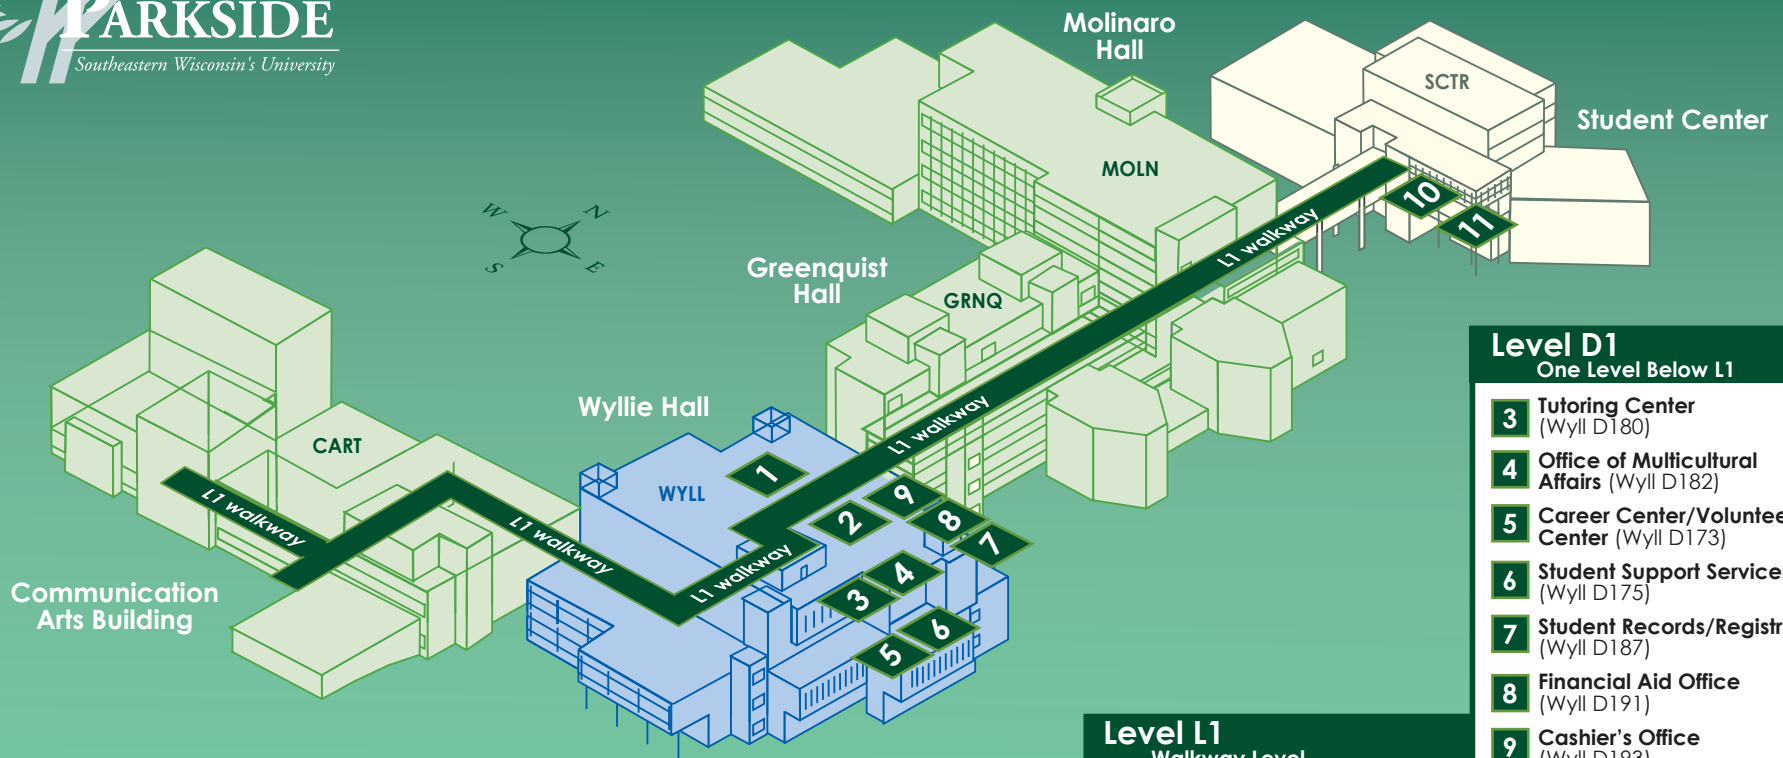 PARKSIDE
Southeastern Wisconsin's University
Molinaro
Hall
SCTR
Student Center
MOLN
10
11
L1 walkway
W
N
S
E
Greenquist
Hall
GRNQ
Wyllie Hall
L1 walkway
CART
L1 walkway
L1 walkway
WYLL
1
9
2
8
7
L1 walkway
4
3
6
5
Communication
Arts Building
Level D1
One Level Below L1
3 Tutoring Center
(Wyll D180)
4 Office of Multicultural
Affairs (Wyll D182)
5 Career Center/Voluntee
Center (Wyll D173)
6 Student Support Service
(Wyll D175)
7 Student Records/Registr
(Wyll D187)
8 Financial Aid Office
(Wyll D191)
9 Cashier's Office
(Wyll D193)
Level L1
Walkway Level